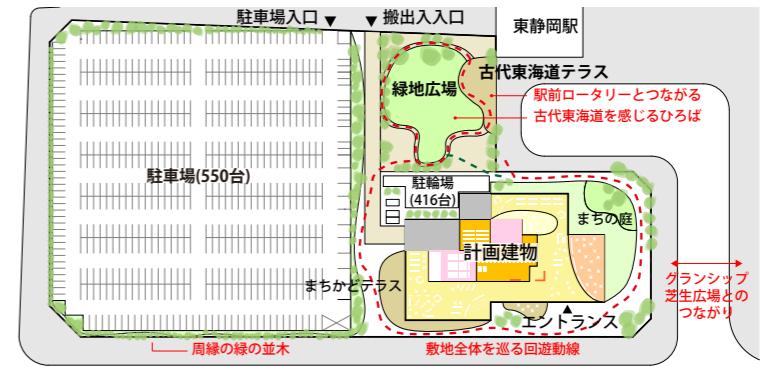 駐車場入口
搬出入入口
東静岡駅
古代東海道テラス
緑地広場
駅前ロータリーとつながる
古代東海道を感じるひろば
駐車場(550台)
駐輪場
(416台)
まちの庭
計画建物
まちかどテラス
グランシップ
芝生広場との
つながり
エントランス
周縁の緑の並木
敷地全体を巡る回遊動線